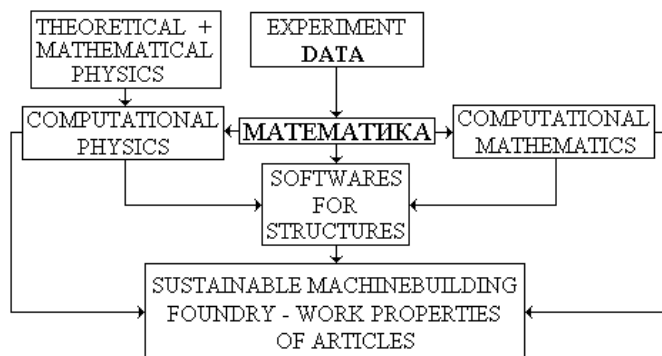 THEORETICAL +
MATHEMATICAL
PHYSICS
EXPERIMENT
DATA
COMPUTATIONAL
PHYSICS
МАТЕМАТИКА
COMPUTATIONAL
MATHEMATICS
SOFTWARES
FOR
STRUCTURES
SUSTAINABLE MACHINEBUILDING
FOUNDRY - WORK PROPERTIES
OF ARTICLES